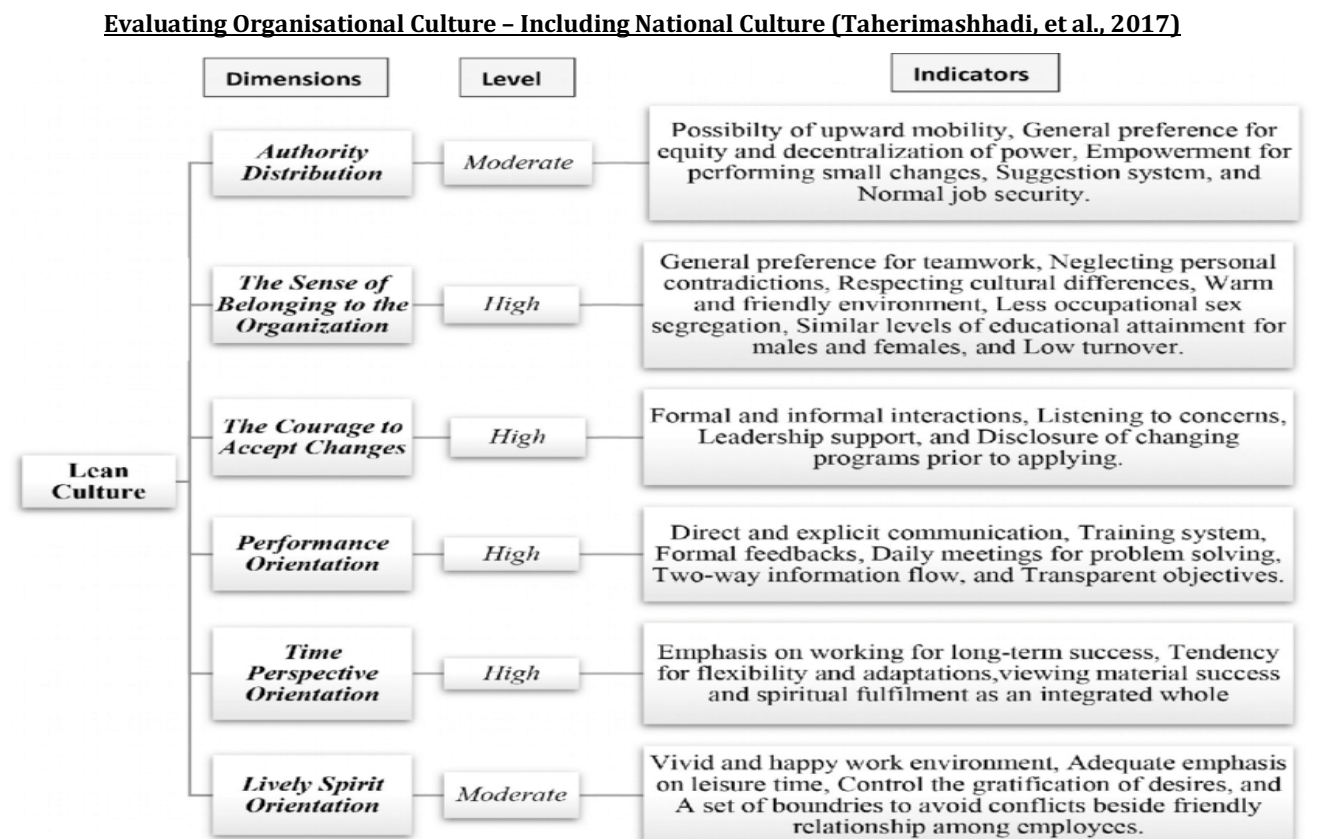 Evaluating Organisational Culture – Including National Culture (Taherimashhadi, et al., 2017)
Dimensions
Level
Indicators
Authority
Distribution
Moderate
Possibilty of upward mobility, General preference for
equity and decentralization of power, Empowerment for
performing small changes, Suggestion system, and
Normal job security.
The Sense of
Belonging to the
Organization
High
General preference for teamwork, Neglecting personal
contradictions, Respecting cultural differences, Warm
and friendly environment, Less occupational sex
segregation, Similar levels of educational attainment for
males and females, and Low turnover.
The Courage to
Accept Changes
High
Formal and informal interactions, Listening to concerns,
Leadership support, and Disclosure of changing
programs prior to applying.
Lean
Culture
Performance
Orientation
High
Direct and explicit communication, Training system,
Formal feedbacks, Daily meetings for problem solving,
Two-way information flow, and Transparent objectives.
Time
Perspective
Orientation
High
Emphasis on working for long-term success, Tendency
for flexibility and adaptations,viewing material success
and spiritual fulfilment as an integrated whole
Lively Spirit
Orientation
Moderate
Vivid and happy work environment, Adequate emphasis
on leisure time, Control the gratification of desires, and
A set of boundries to avoid conflicts beside friendly
relationship among employees.